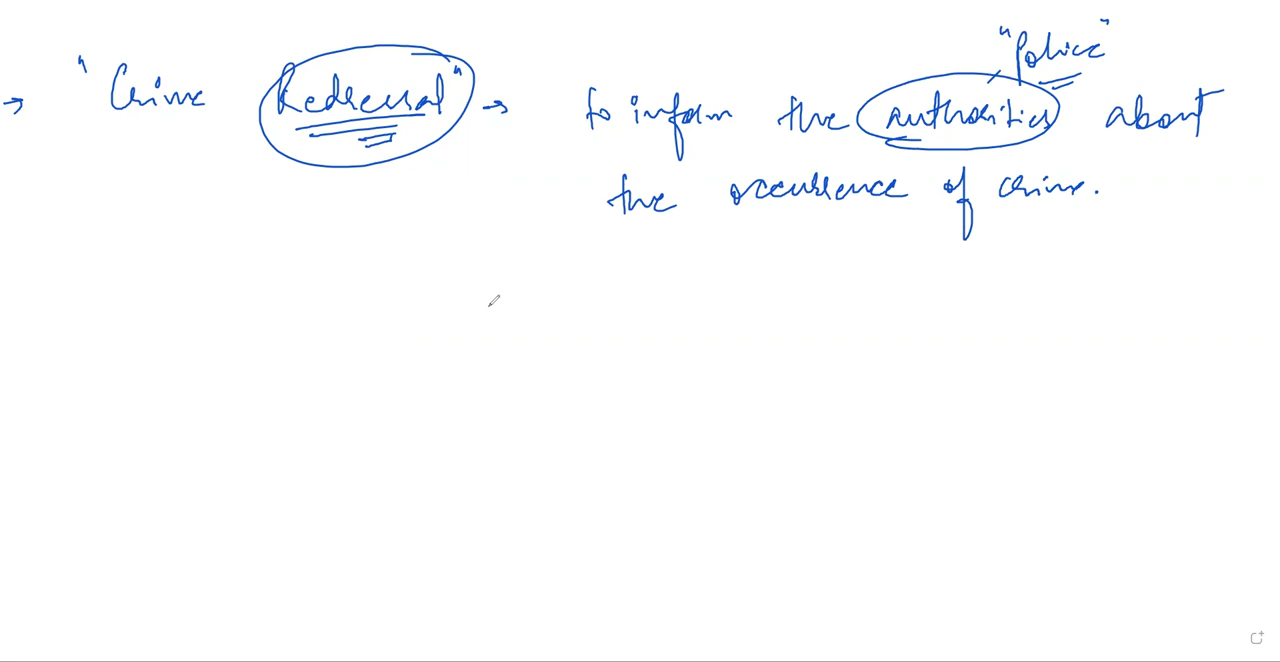 "Police"
→ "Crime Redressal" → to inform the authorities about
the occurrence of crime.